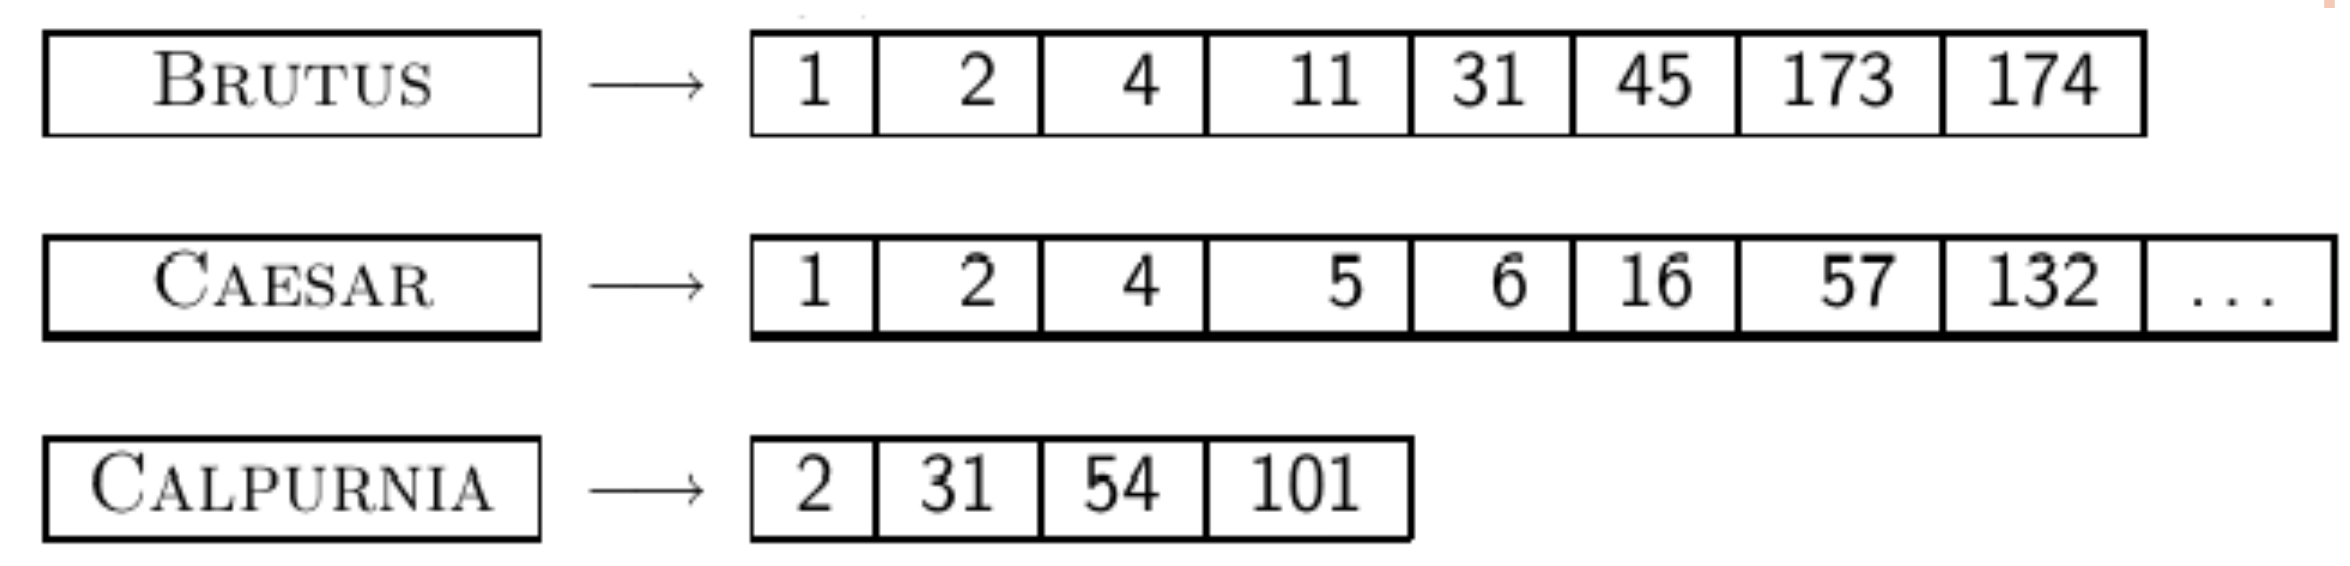 BRUTUS → 1 2 4 11 31 45 173 174
CAESAR → 1 2 4 5 6 16 57 132 ...
CALPURNIA → 2 31 54 101